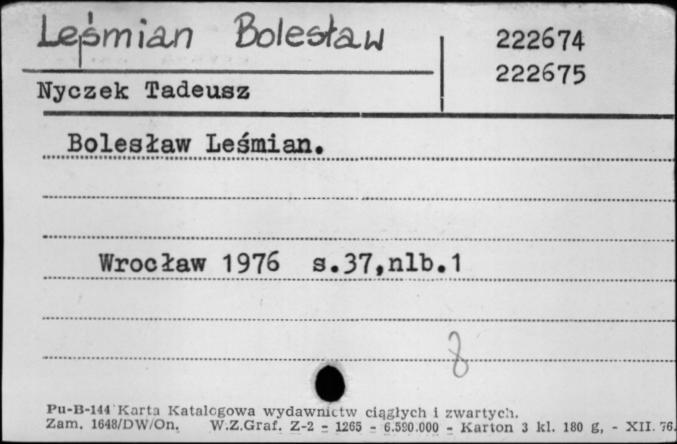 Leśmian Bolesław
222674
222675
Nyczek Tadeusz
Bolesław Leśmian.
Wrocław 1976 s.37,nlb.1
8
Pu-B-144 Karta Katalogowa wydawnictw ciągłych i zwartych.
Zam. 1648/DW/On. W.Z.Graf. Z-2 - 1265 - 6.590.000 - Karton 3 kl. 180 g, - XII. 76.